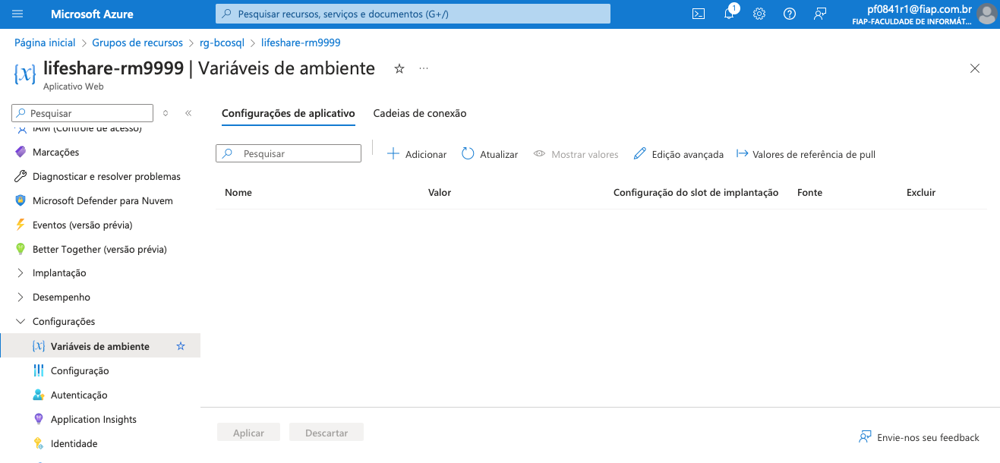 Microsoft Azure
Pesquisar recursos, serviços e documentos (G+/)
1
pf0841r1@fiap.com.br
FIAP-FACULDADE DE INFORMÁT...
Página inicial > Grupos de recursos > rg-bcosql > lifeshare-rm9999
lifeshare-rm9999 | Variáveis de ambiente
Aplicativo Web
Pesquisar
IAM (Controle de acesso)
Marcações
Diagnosticar e resolver problemas
Microsoft Defender para Nuvem
Eventos (versão prévia)
Better Together (versão prévia)
Implantação
Desempenho
Configurações
Variáveis de ambiente
Configuração
Autenticação
Application Insights
Identidade
Configurações de aplicativo Cadeias de conexão
Pesquisar Adicionar Atualizar Mostrar valores Edição avançada Valores de referência de pull
Nome Valor Configuração do slot de implantação Fonte Excluir
Aplicar Descartar
Envie-nos seu feedback